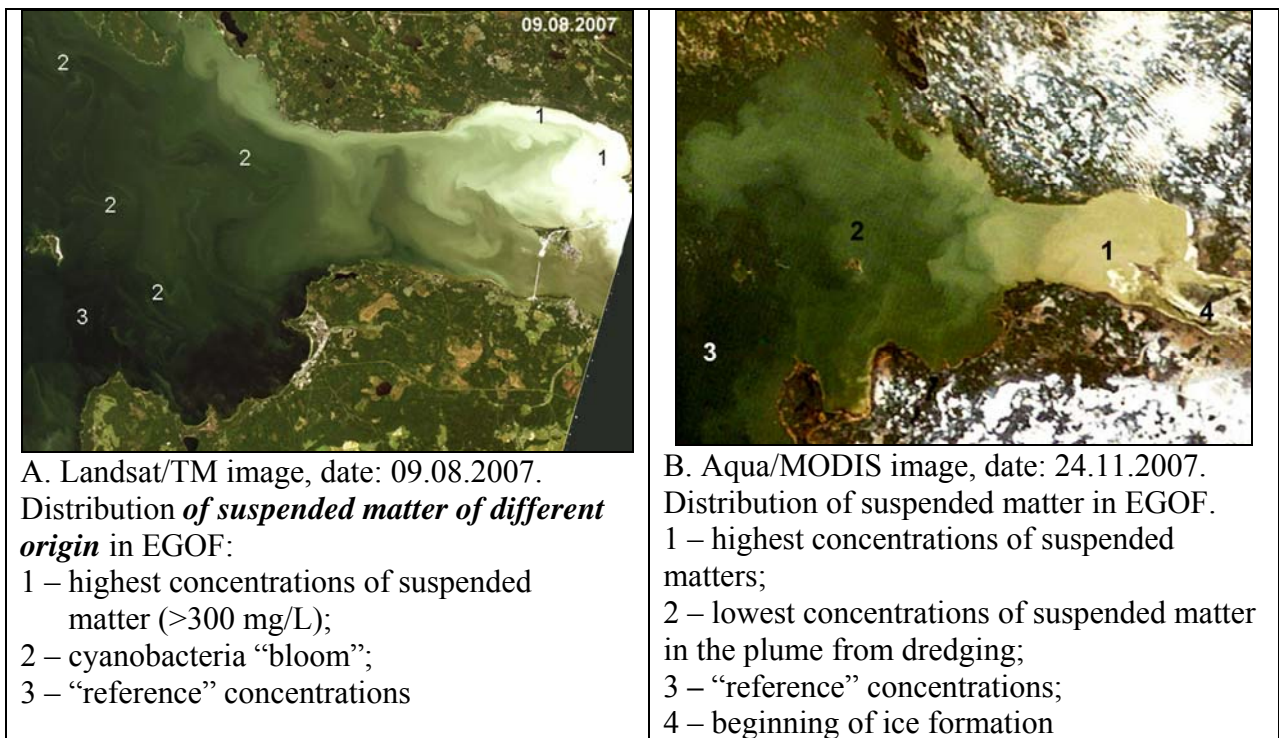 09.08.2007
1
2
1
2
2
2
3
A. Landsat/TM image, date: 09.08.2007.
Distribution of suspended matter of different
origin in EGOF:
1 – highest concentrations of suspended
matter (>300 mg/L);
2 – cyanobacteria “bloom”;
3 – “reference” concentrations
2
1
4
3
B. Aqua/MODIS image, date: 24.11.2007.
Distribution of suspended matter in EGOF.
1 – highest concentrations of suspended
matters;
2 – lowest concentrations of suspended matter
in the plume from dredging;
3 – “reference” concentrations;
4 – beginning of ice formation